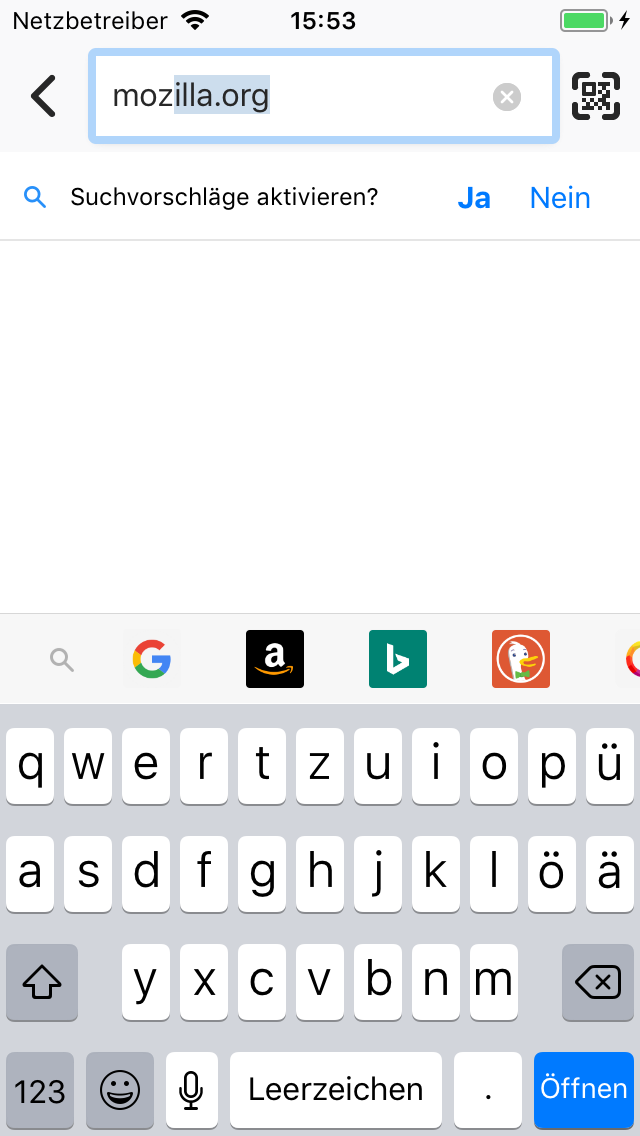 Netzbetreiber 15:53
mozilla.org
Suchvorschläge aktivieren? Ja Nein
q w e r t z u i o p ü
a s d f g h j k l ö ä
y x c v b n m
123 Leerzeichen . Öffnen